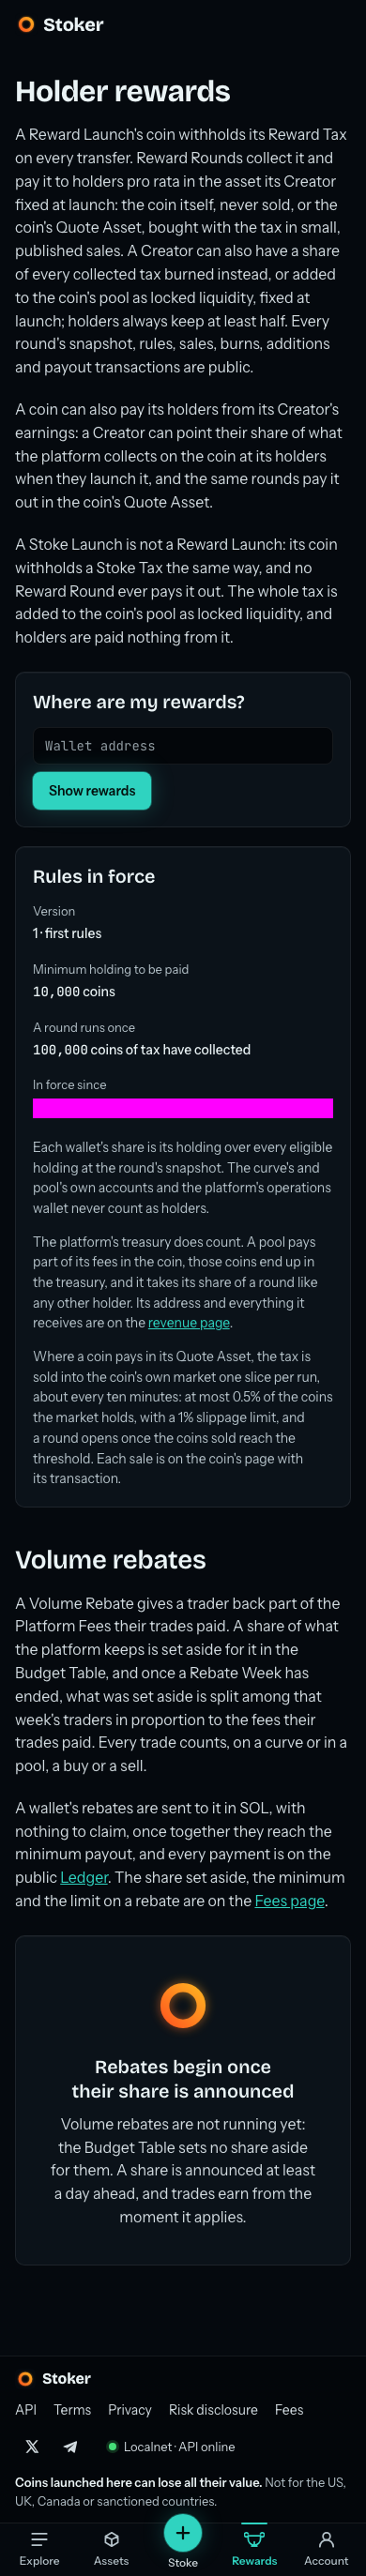 Stoker
Holder rewards
A Reward Launch's coin withholds its Reward Tax
on every transfer. Reward Rounds collect it and
pay it to holders pro rata in the asset its Creator
fixed at launch: the coin itself, never sold, or the
coin's Quote Asset, bought with the tax in small,
published sales. A Creator can also have a share
of every collected tax burned instead, or added
to the coin's pool as locked liquidity, fixed at
launch; holders always keep at least half. Every
round's snapshot, rules, sales, burns, additions
and payout transactions are public.
A coin can also pay its holders from its Creator's
earnings: a Creator can point their share of what
the platform collects on the coin at its holders
when they launch it, and the same rounds pay it
out in the coin's Quote Asset.
A Stoke Launch is not a Reward Launch: its coin
withholds a Stoke Tax the same way, and no
Reward Round ever pays it out. The whole tax is
added to the coin's pool as locked liquidity, and
holders are paid nothing from it.
Where are my rewards?
Wallet address
Show rewards
Rules in force
Version
1 · first rules
Minimum holding to be paid
10,000 coins
A round runs once
100,000 coins of tax have collected
In force since
Each wallet's share is its holding over every eligible
holding at the round's snapshot. The curve's and
pool's own accounts and the platform's operations
wallet never count as holders.
The platform's treasury does count. A pool pays
part of its fees in the coin, those coins end up in
the treasury, and it takes its share of a round like
any other holder. Its address and everything it
receives are on the revenue page.
Where a coin pays in its Quote Asset, the tax is
sold into the coin's own market one slice per run,
about every ten minutes: at most 0.5% of the coins
the market holds, with a 1% slippage limit, and
a round opens once the coins sold reach the
threshold. Each sale is on the coin's page with
its transaction.
Volume rebates
A Volume Rebate gives a trader back part of the
Platform Fees their trades paid. A share of what
the platform keeps is set aside for it in the
Budget Table, and once a Rebate Week has
ended, what was set aside is split among that
week's traders in proportion to the fees their
trades paid. Every trade counts, on a curve or in a
pool, a buy or a sell.
A wallet's rebates are sent to it in SOL, with
nothing to claim, once together they reach the
minimum payout, and every payment is on the
public Ledger. The share set aside, the minimum
and the limit on a rebate are on the Fees page.
Rebates begin once
their share is announced
Volume rebates are not running yet:
the Budget Table sets no share aside
for them. A share is announced at least
a day ahead, and trades earn from the
moment it applies.
Stoker
API Terms Privacy Risk disclosure Fees
Localnet · API online
Coins launched here can lose all their value. Not for the US,
UK, Canada or sanctioned countries.
Explore Assets Stoke Rewards Account